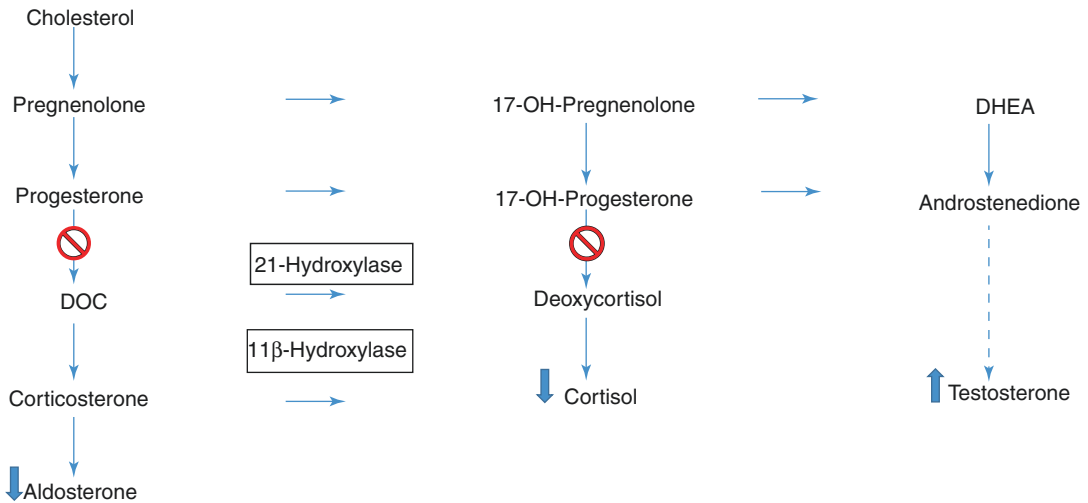 Cholesterol
Pregnenolone
17-OH-Pregnenolone
DHEA
Progesterone
17-OH-Progesterone
Androstenedione
21-Hydroxylase
DOC
Deoxycortisol
11β-Hydroxylase
Corticosterone
Cortisol
Testosterone
Aldosterone